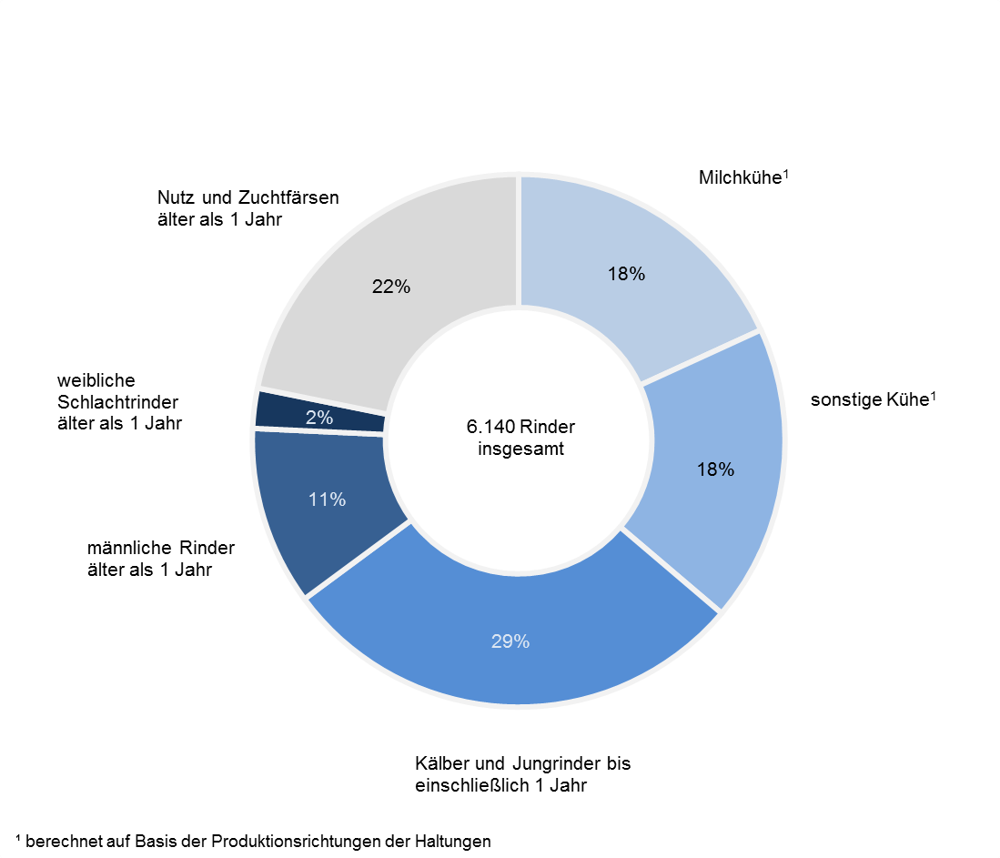 Milchkühe¹
Nutz und Zuchtfärsen
älter als 1 Jahr
18%
22%
weibliche
Schlachtrinder
älter als 1 Jahr
sonstige Kühe¹
2%
6.140 Rinder
insgesamt
18%
11%
männliche Rinder
älter als 1 Jahr
29%
Kälber und Jungrinder bis
einschließlich 1 Jahr
¹ berechnet auf Basis der Produktionsrichtungen der Haltungen